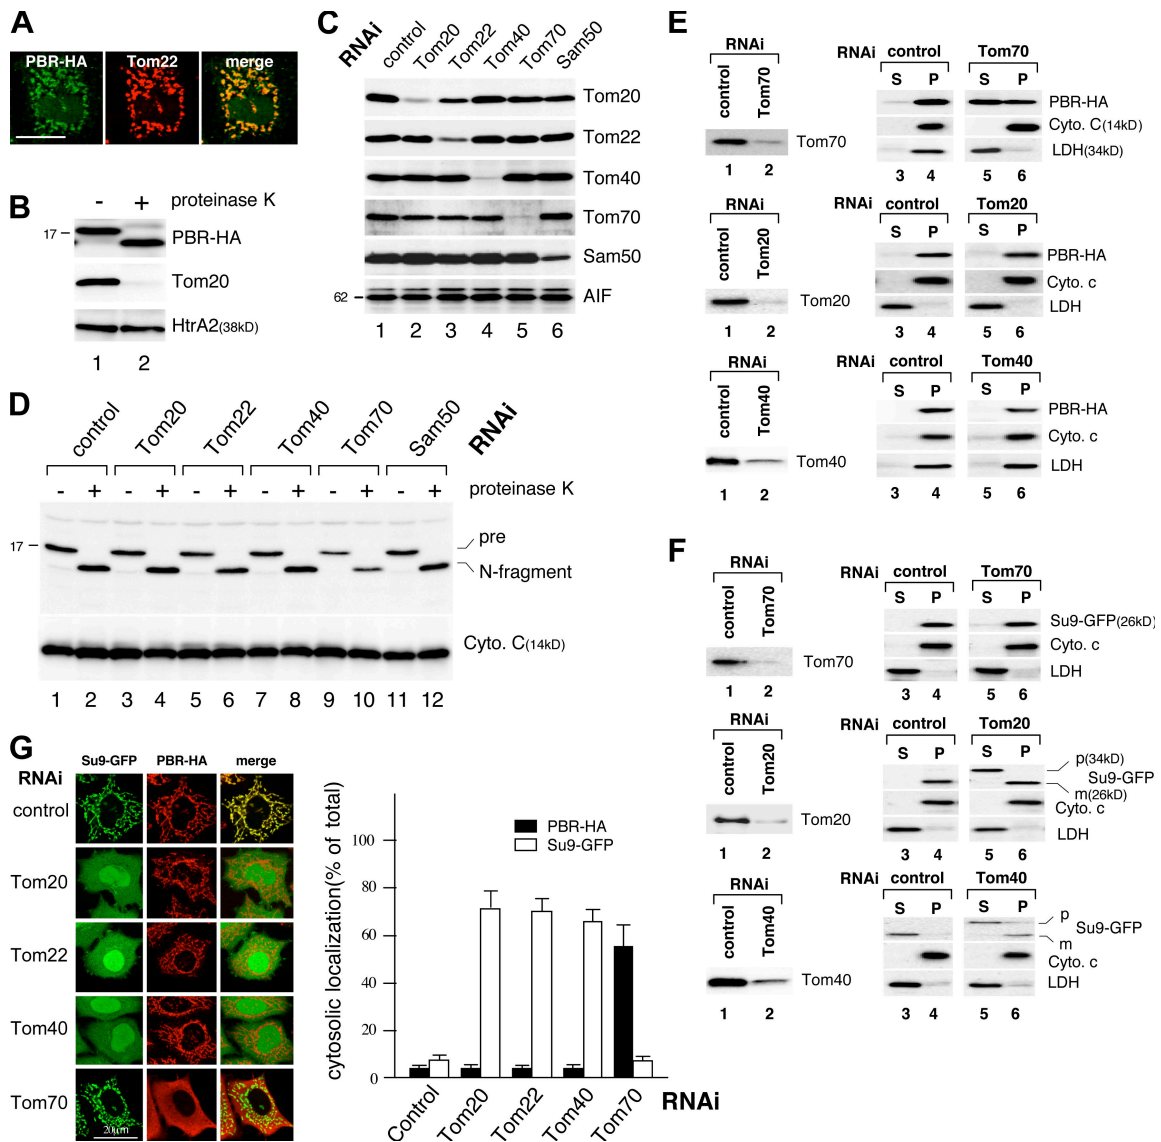 A
PBR-HA Tom22 merge
B
- + proteinase K
17
PBR-HA
Tom20
HtrA2(38kD)
1 2
C
RNAi control Tom20 Tom22 Tom40 Tom70 Sam50
Tom20
Tom22
Tom40
Tom70
Sam50
62 AIF
1 2 3 4 5 6
D
control Tom20 Tom22 Tom40 Tom70 Sam50 RNAi
- + - + - + - + - + - + proteinase K
17
pre
N-fragment
Cyto. C(14kD)
1 2 3 4 5 6 7 8 9 10 11 12
E
RNAi
control Tom70
Tom70
1 2
RNAi control Tom70
S P S P
PBR-HA
Cyto. C(14kD)
LDH(34kD)
3 4 5 6
RNAi
control Tom20
Tom20
1 2
RNAi control Tom20
S P S P
PBR-HA
Cyto. c
LDH
3 4 5 6
RNAi
control Tom40
Tom40
1 2
RNAi control Tom40
S P S P
PBR-HA
Cyto. c
LDH
3 4 5 6
F
RNAi
control Tom70
Tom70
1 2
RNAi control Tom70
S P S P
Su9-GFP(26kD)
Cyto. c
LDH
3 4 5 6
RNAi
control Tom20
Tom20
1 2
RNAi control Tom20
S P S P
p(34kD)
Su9-GFP
m(26kD)
Cyto. c
LDH
3 4 5 6
RNAi
control Tom40
Tom40
1 2
RNAi control Tom40
S P S P
p
Su9-GFP
m
Cyto. c
LDH
3 4 5 6
G
Su9-GFP PBR-HA merge
RNAi
control
Tom20
Tom22
Tom40
Tom70
20µm
cytosolic localization(% of total)
100
80
60
40
20
0
PBR-HA
Su9-GFP
Control Tom20 Tom22 Tom40 Tom70 RNAi